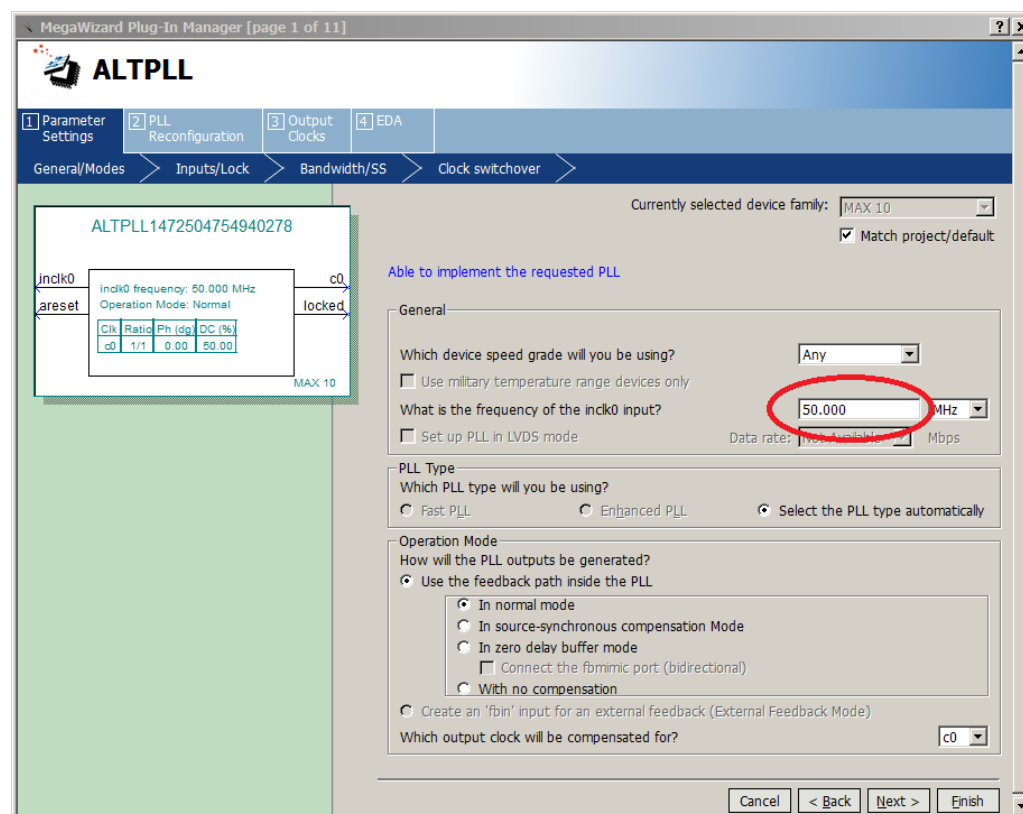 MegaWizard Plug-In Manager [page 1 of 11]
? X
ALTPLL
1 Parameter Settings
2 PLL Reconfiguration
3 Output Clocks
4 EDA
General/Modes Inputs/Lock Bandwidth/SS Clock switchover
Currently selected device family: MAX 10
Match project/default
ALTPLL1472504754940278
inclk0
areset
inclk0 frequency: 50.000 MHz
Operation Mode: Normal
Clk Ratio Ph (dg) DC (%)
c0 1/1 0.00 50.00
c0
locked
MAX 10
Able to implement the requested PLL
General
Which device speed grade will you be using? Any
Use military temperature range devices only
What is the frequency of the inclk0 input? 50.000 MHz
Set up PLL in LVDS mode Data rate: Not Available Mbps
PLL Type
Which PLL type will you be using?
Fast PLL Enhanced PLL Select the PLL type automatically
Operation Mode
How will the PLL outputs be generated?
Use the feedback path inside the PLL
In normal mode
In source-synchronous compensation Mode
In zero delay buffer mode
Connect the fbmimic port (bidirectional)
With no compensation
Create an 'fbin' input for an external feedback (External Feedback Mode)
Which output clock will be compensated for? c0
Cancel < Back Next > Finish